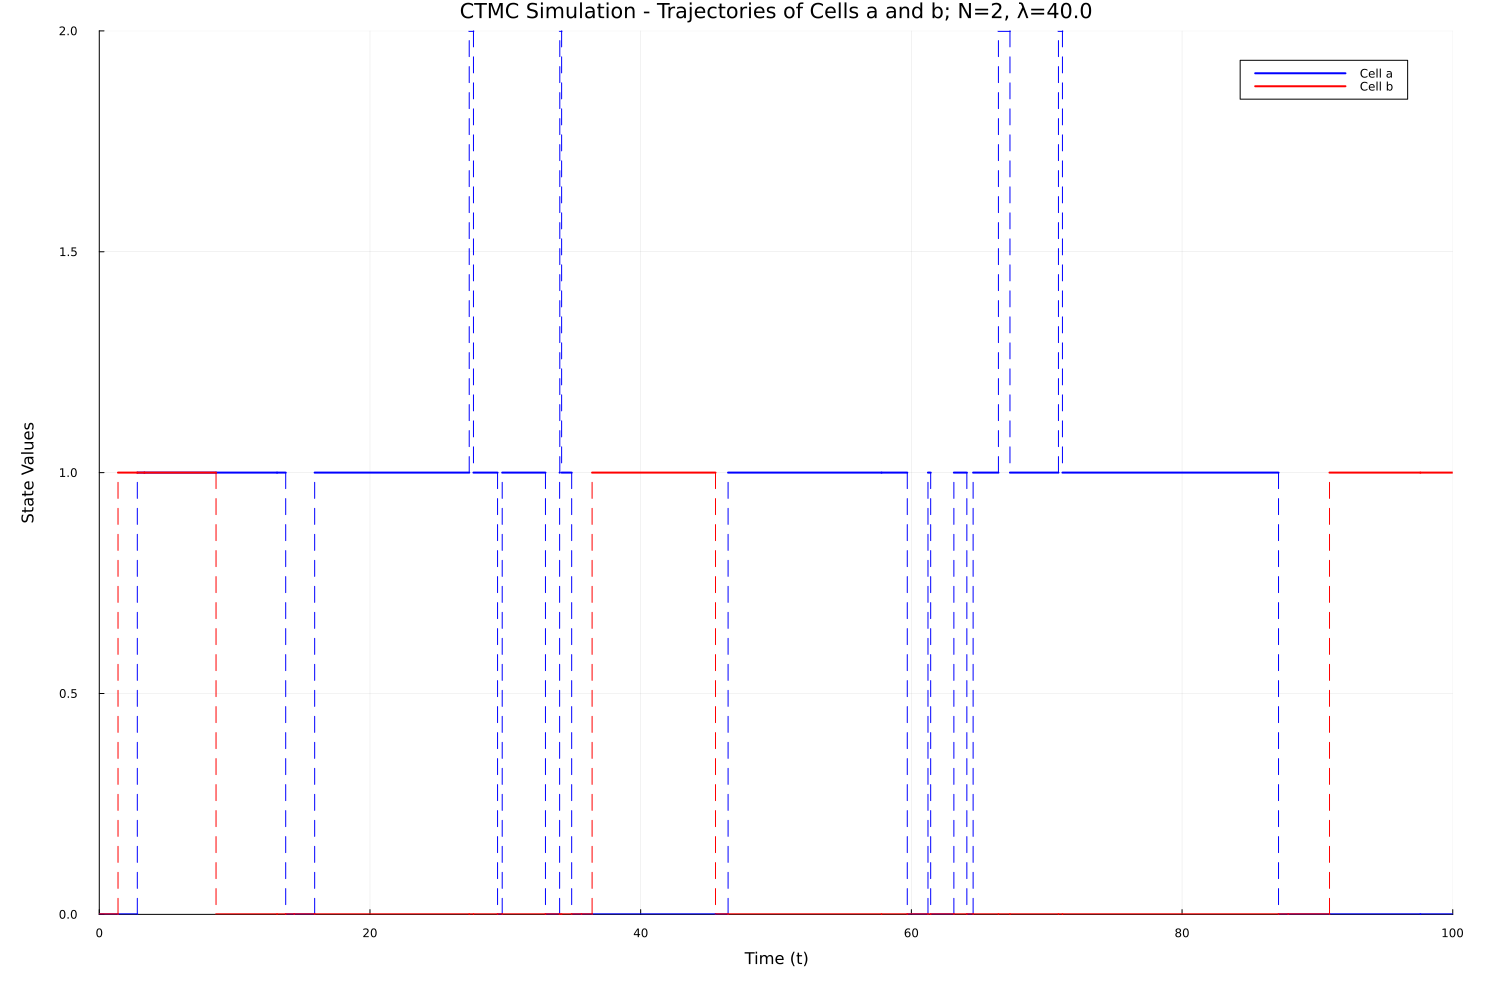 CTMC Simulation - Trajectories of Cells a and b; N=2, λ=40.0
2.0
Cell a
Cell b
1.5
1.0
State Values
0.5
0.0
0 20 40 60 80 100
Time (t)